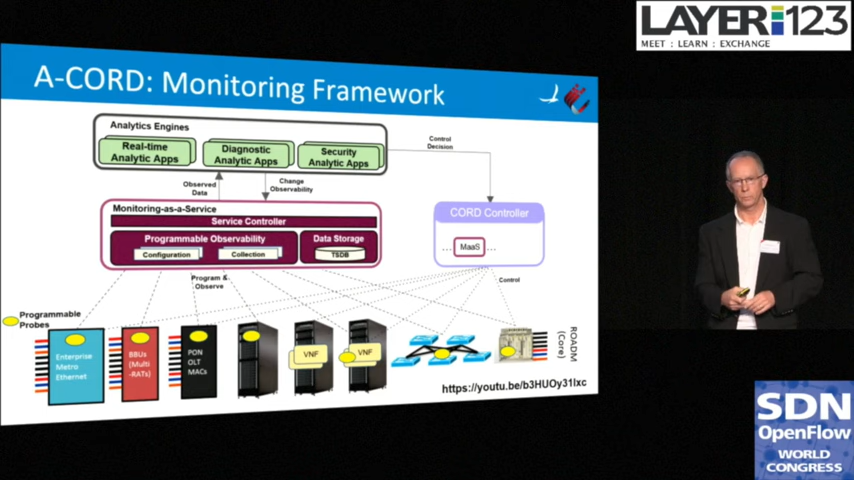 LAYER123
MEET : LEARN : EXCHANGE
A-CORD: Monitoring Framework
Analytics Engines
Real-time
Analytic Apps
Diagnostic
Analytic Apps
Security
Analytic Apps
Control
Decision
Observed
Data
Change
Observability
Monitoring-as-a-Service
Service Controller
Programmable Observability
Configuration
Collection
Data Storage
TSDB
CORD Controller
... MaaS ...
Program &
Observe
Control
Programmable
Probes
Enterprise
Metro
Ethernet
BBUs
(Multi
-RATs)
PON
OLT
MACs
VNF
VNF
ROADM
(Core)
https://youtu.be/b3HUOy31Ixc
SDN
OpenFlow
WORLD
CONGRESS